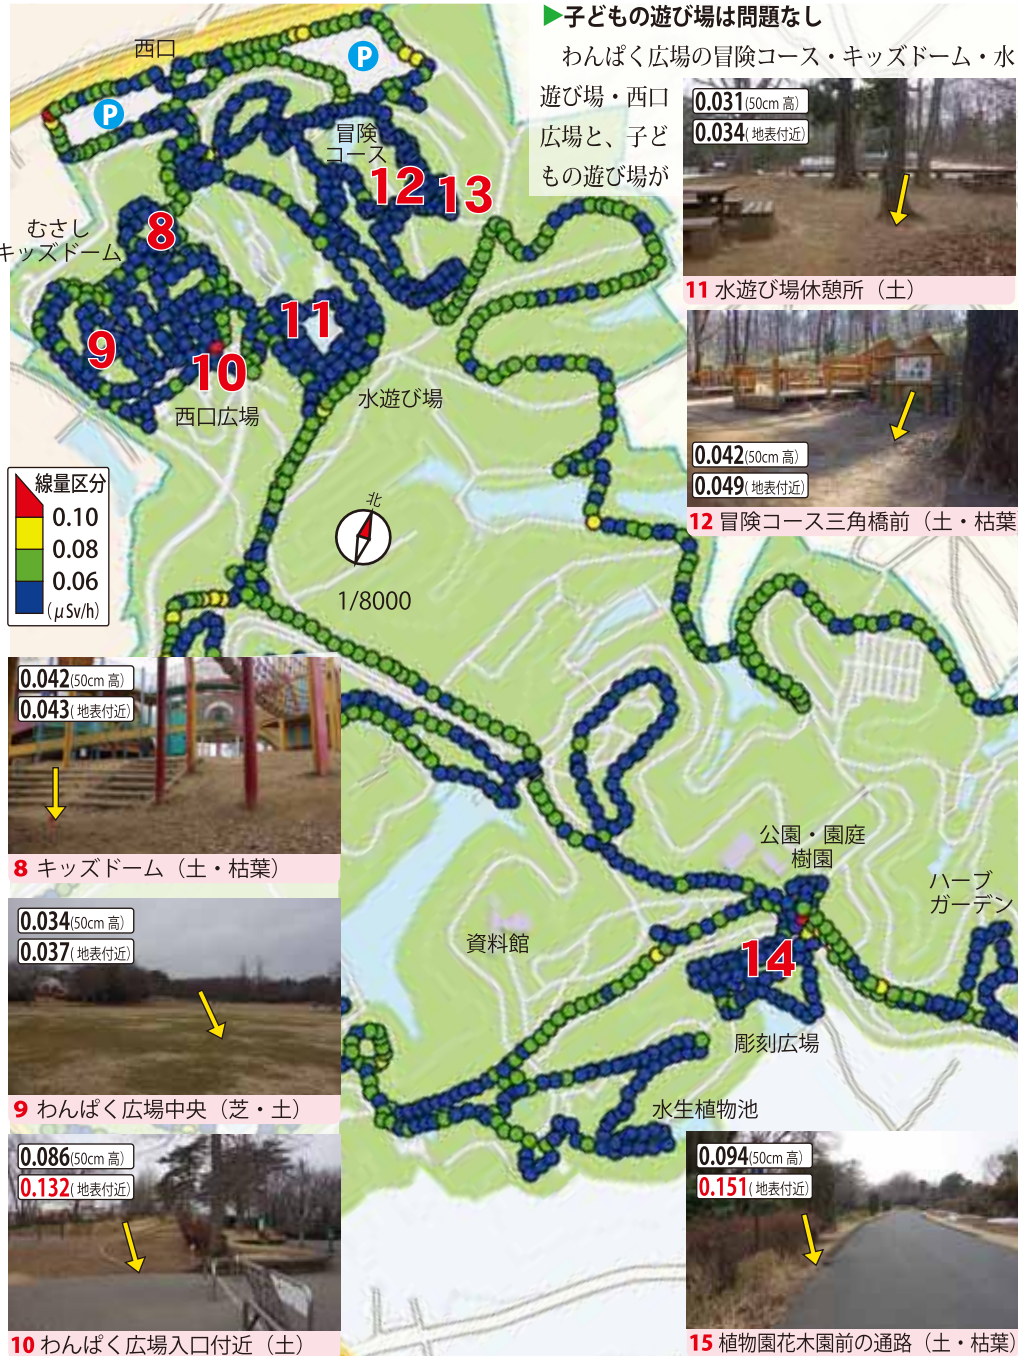 ▶子どもの遊び場は問題なし
わんぱく広場の冒険コース・キッズドーム・水
遊び場・西口
広場と、子ど
もの遊び場が
西口
P
P
冒険
コース
12
13
むさし
キッズドーム
8
9
10
11
西口広場
水遊び場
線量区分
0.10
0.08
0.06
(μSv/h)
北
1/8000
公園・園庭
樹園
ハーブ
ガーデン
資料館
14
彫刻広場
水生植物池
0.031(50cm 高)
0.034(地表付近)
11 水遊び場休憩所(土)
0.042(50cm 高)
0.049(地表付近)
12 冒険コース三角橋前(土・枯葉
0.042(50cm 高)
0.043(地表付近)
8 キッズドーム(土・枯葉)
0.034(50cm 高)
0.037(地表付近)
9 わんぱく広場中央(芝・土)
0.086(50cm 高)
0.132(地表付近)
10 わんぱく広場入口付近(土)
0.094(50cm 高)
0.151(地表付近)
15 植物園花木園前の通路(土・枯葉)